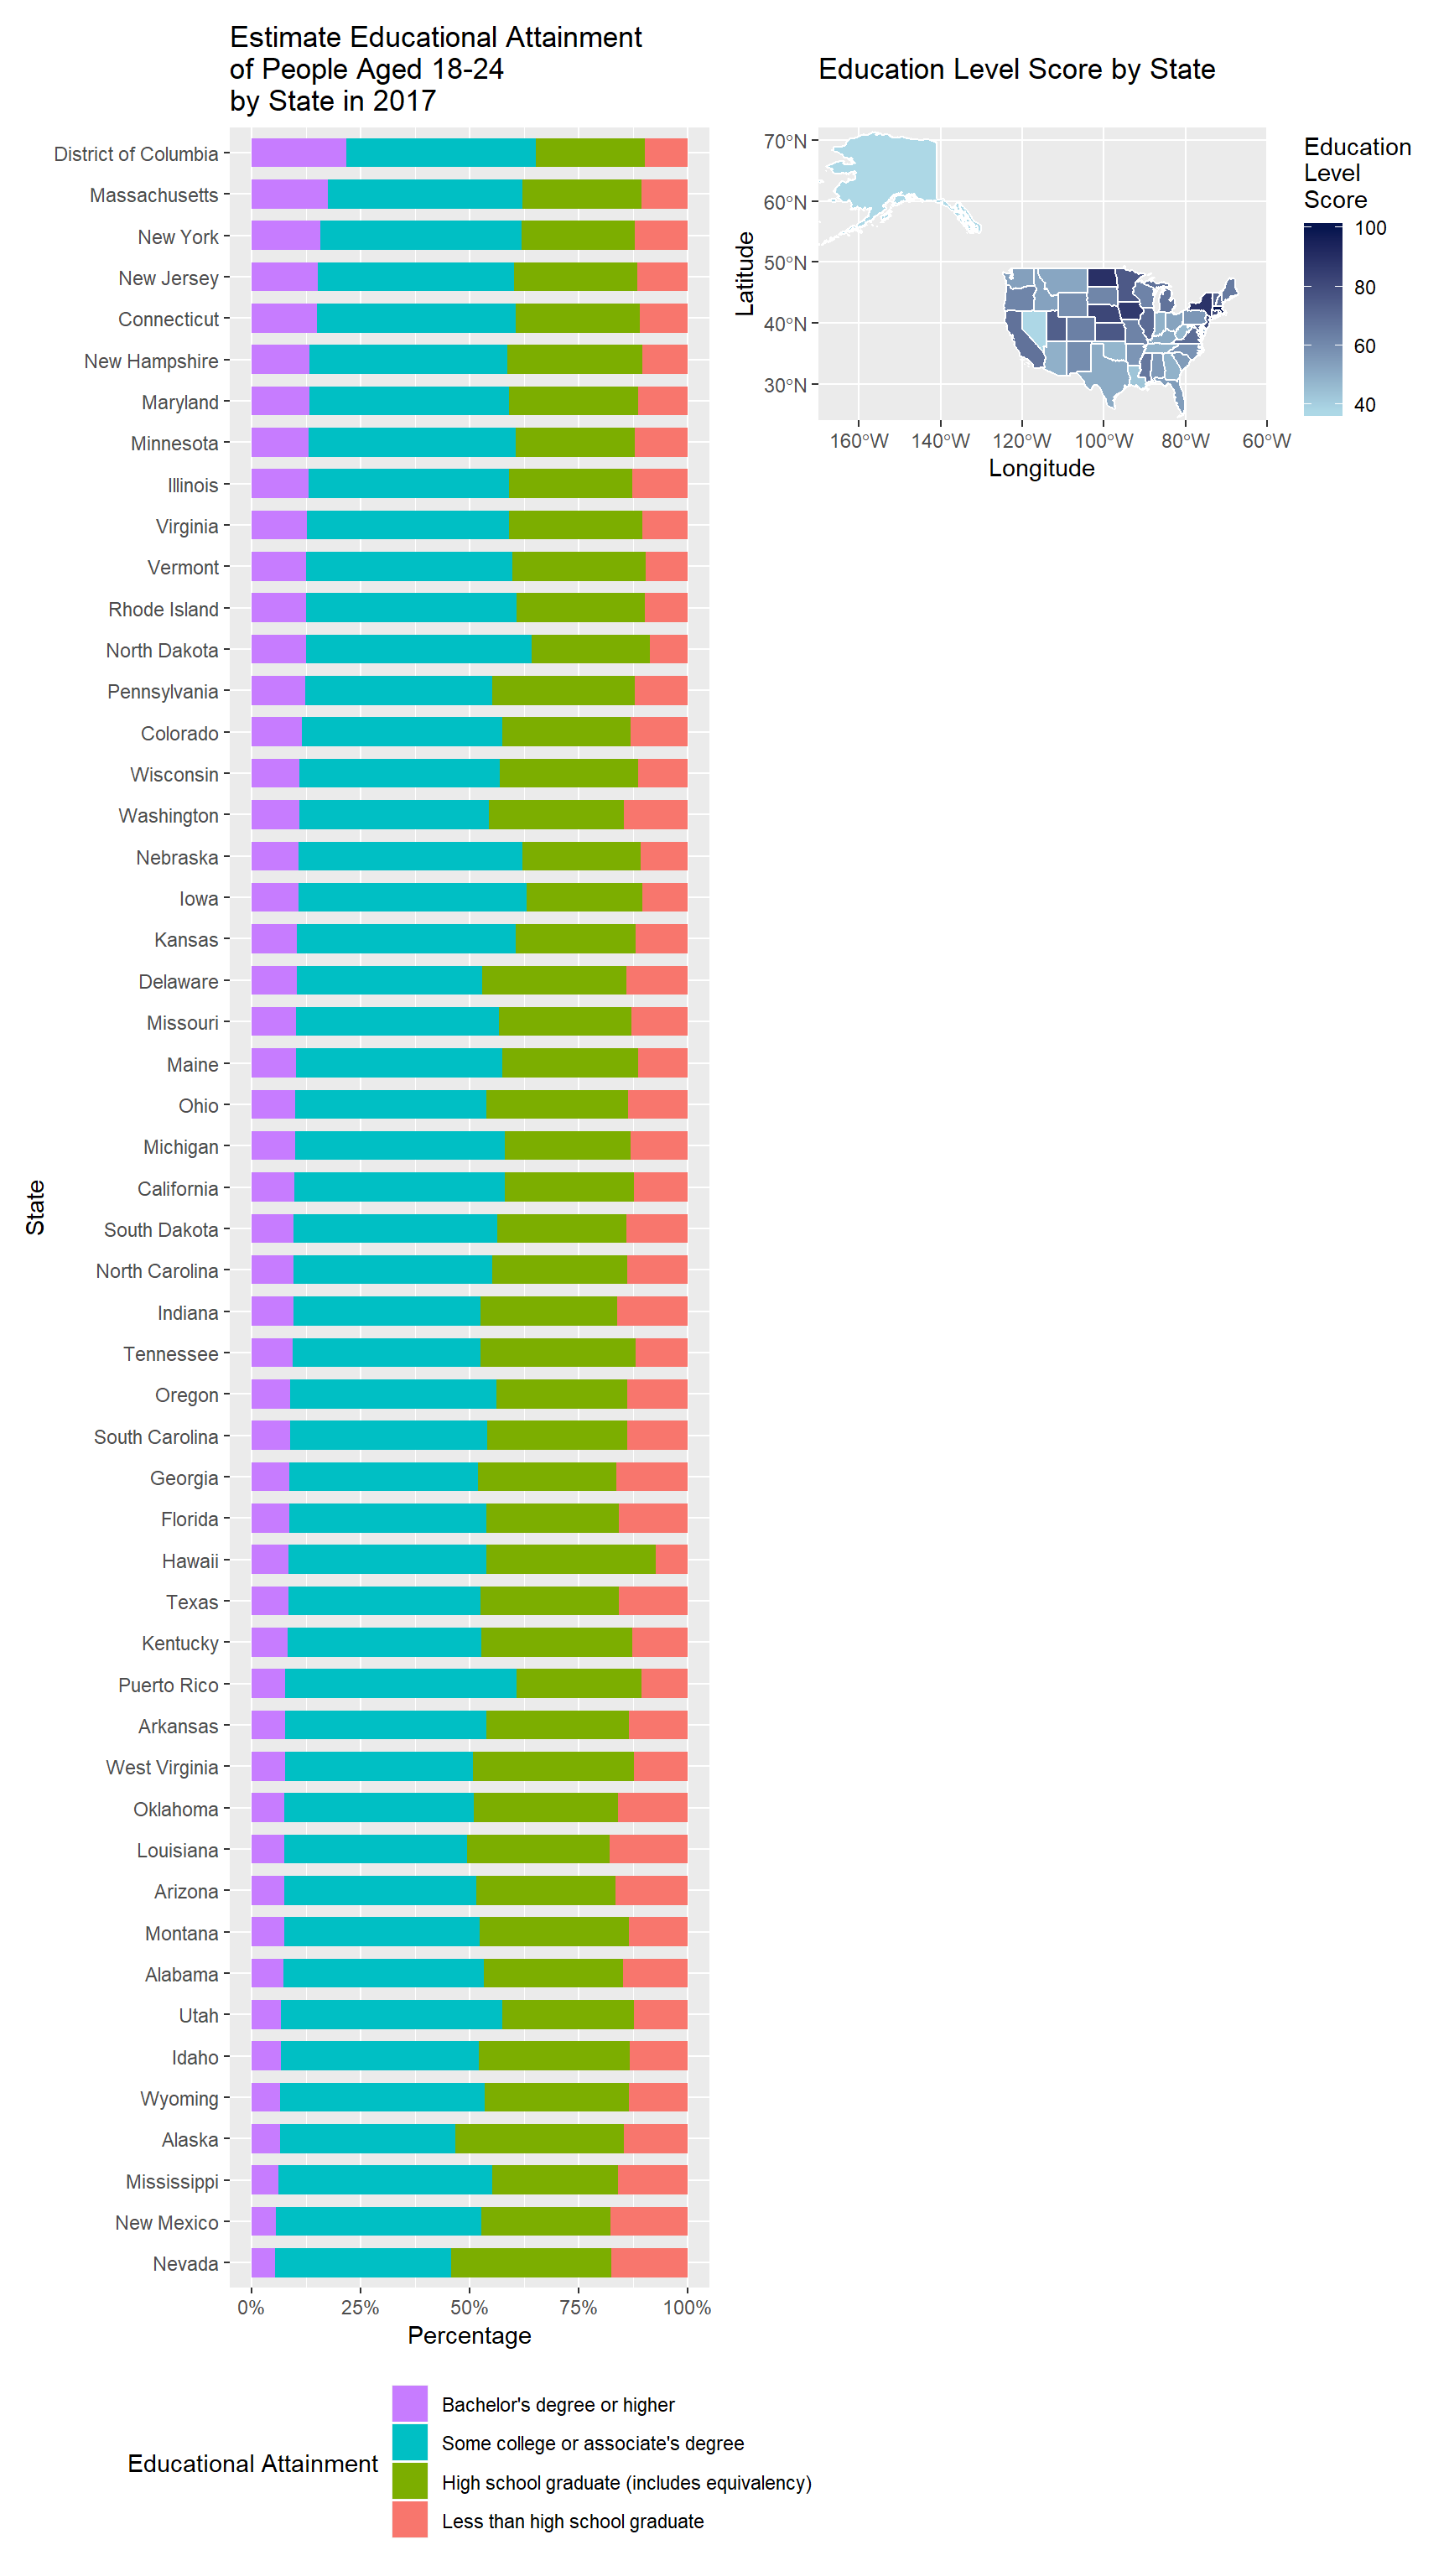 Estimate Educational Attainment
of People Aged 18-24
by State in 2017
District of Columbia
Massachusetts
New York
New Jersey
Connecticut
New Hampshire
Maryland
Minnesota
Illinois
Virginia
Vermont
Rhode Island
North Dakota
Pennsylvania
Colorado
Wisconsin
Washington
Nebraska
Iowa
Kansas
Delaware
Missouri
Maine
Ohio
Michigan
California
South Dakota
North Carolina
Indiana
Tennessee
Oregon
South Carolina
Georgia
Florida
Hawaii
Texas
Kentucky
Puerto Rico
Arkansas
West Virginia
Oklahoma
Louisiana
Arizona
Montana
Alabama
Utah
Idaho
Wyoming
Alaska
Mississippi
New Mexico
Nevada
State
0% 25% 50% 75% 100%
Percentage
Educational Attainment
Bachelor's degree or higher
Some college or associate's degree
High school graduate (includes equivalency)
Less than high school graduate
Education Level Score by State
70°N
60°N
50°N
40°N
30°N
Latitude
160°W 140°W 120°W 100°W 80°W 60°W
Longitude
Education
Level
Score
100
80
60
40